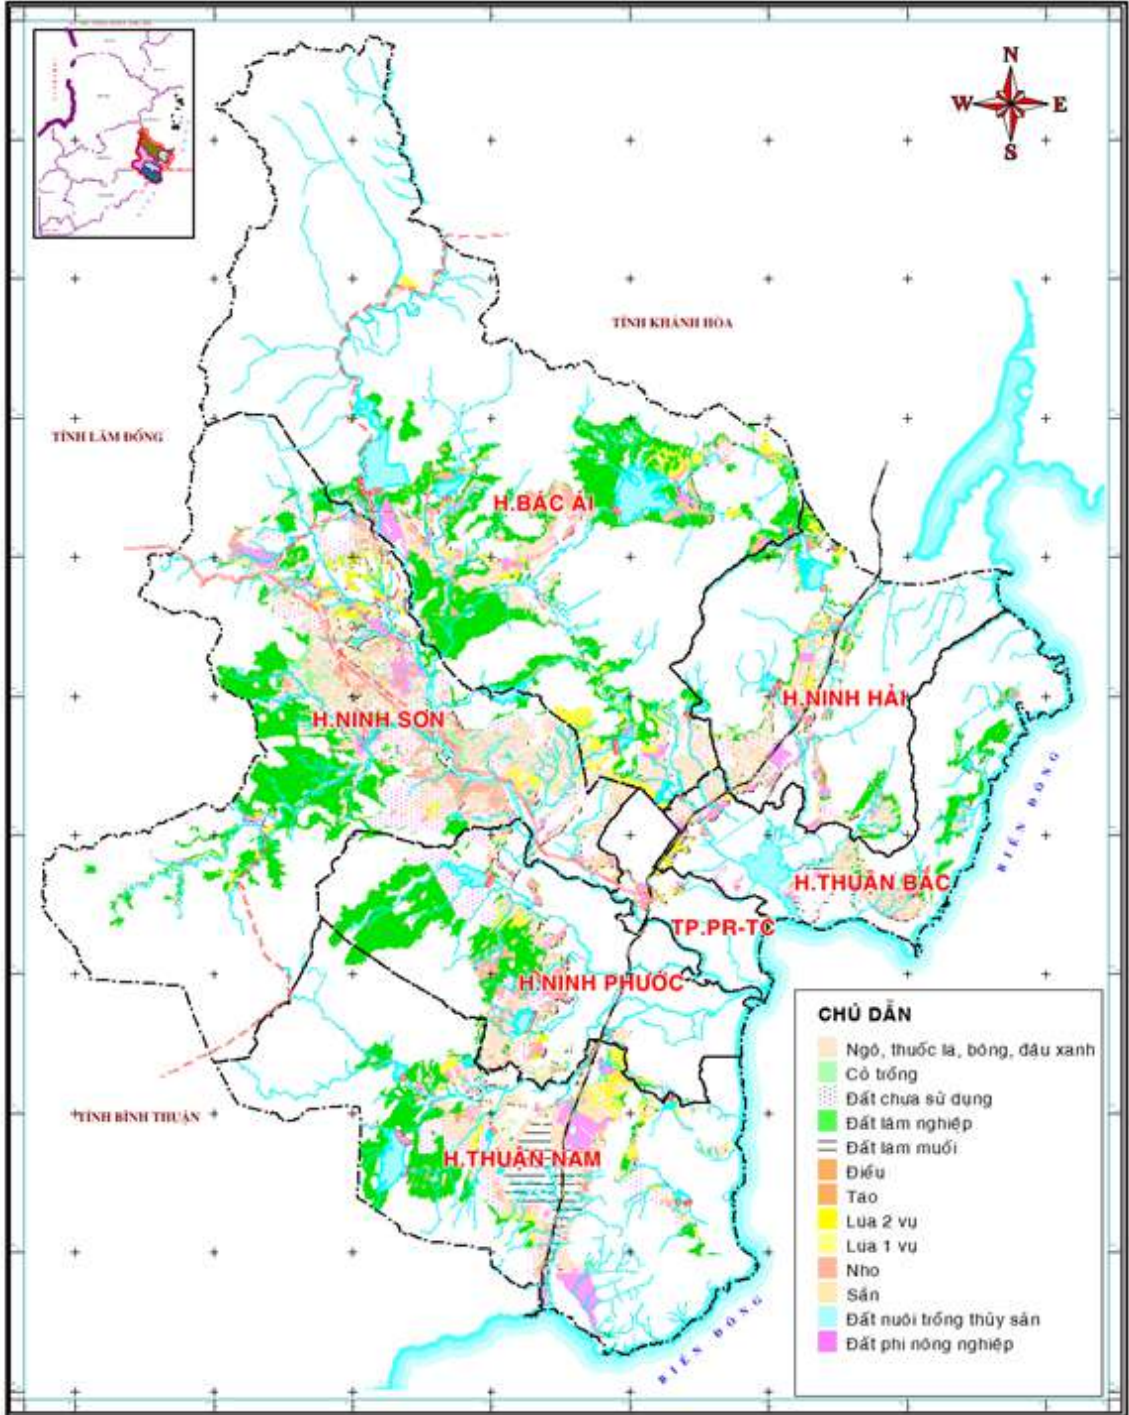 N
W E
S
TỈNH KHÁNH HÒA
TỈNH LÂM ĐỒNG
H.BÁC ÁI
H.NINH HẢI
H.NINH SƠN
BIỂN ĐÔNG
H.THUẬN BẮC
TP.PR-TC
H.NINH PHƯỚC
TỈNH BÌNH THUẬN
H.THUẬN NAM
BIỂN ĐÔNG
CHÚ DẪN
Ngô, thuốc lá, bông, đậu xanh
Cỏ trồng
Đất chưa sử dụng
Đất lâm nghiệp
Đất làm muối
Điều
Táo
Lúa 2 vụ
Lúa 1 vụ
Nho
Sắn
Đất nuôi trồng thủy sản
Đất phi nông nghiệp